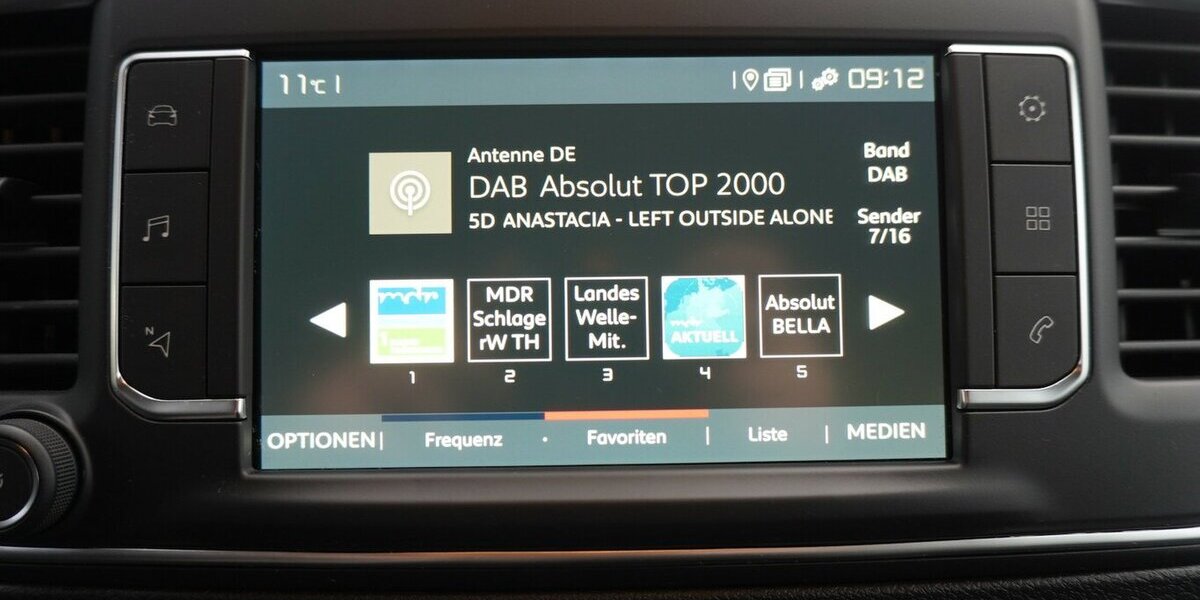 11°C
09:12
Antenne DE
DAB Absolut TOP 2000
5D ANASTACIA - LEFT OUTSIDE ALONE
Band
DAB
Sender
7/16
mdr
MDR
Schlage
rW TH
Landes
Welle-
Mit.
mdr
AKTUELL
Absolut
BELLA
1
2
3
4
5
OPTIONEN
Frequenz
Favoriten
Liste
MEDIEN
N